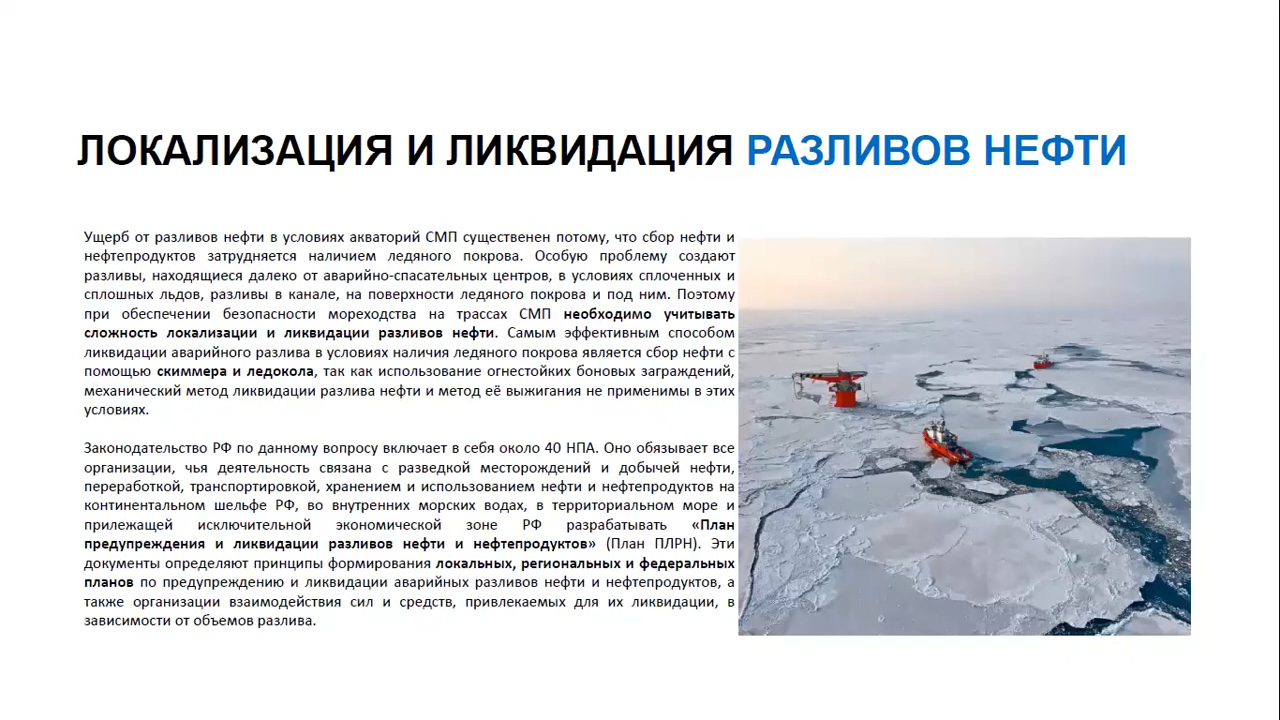 ЛОКАЛИЗАЦИЯ И ЛИКВИДАЦИЯ РАЗЛИВОВ НЕФТИ
Ущерб от разливов нефти в условиях акваторий СМП существенен потому, что сбор нефти и
нефтепродуктов затрудняется наличием ледяного покрова. Особую проблему создают
разливы, находящиеся далеко от аварийно-спасательных центров, в условиях сплоченных и
сплошных льдов, разливы в канале, на поверхности ледяного покрова и под ним. Поэтому
при обеспечении безопасности мореходства на трассах СМП необходимо учитывать
сложность локализации и ликвидации разливов нефти. Самым эффективным способом
ликвидации аварийного разлива в условиях наличия ледяного покрова является сбор нефти с
помощью скиммера и ледокола, так как использование огнестойких боновых заграждений,
механический метод ликвидации разлива нефти и метод её выжигания не применимы в этих
условиях.
Законодательство РФ по данному вопросу включает в себя около 40 НПА. Оно обязывает все
организации, чья деятельность связана с разведкой месторождений и добычей нефти,
переработкой, транспортировкой, хранением и использованием нефти и нефтепродуктов на
континентальном шельфе РФ, во внутренних морских водах, в территориальном море и
прилежащей исключительной экономической зоне РФ разрабатывать «План
предупреждения и ликвидации разливов нефти и нефтепродуктов» (План ПЛРН). Эти
документы определяют принципы формирования локальных, региональных и федеральных
планов по предупреждению и ликвидации аварийных разливов нефти и нефтепродуктов, а
также организации взаимодействия сил и средств, привлекаемых для их ликвидации, в
зависимости от объемов разлива.